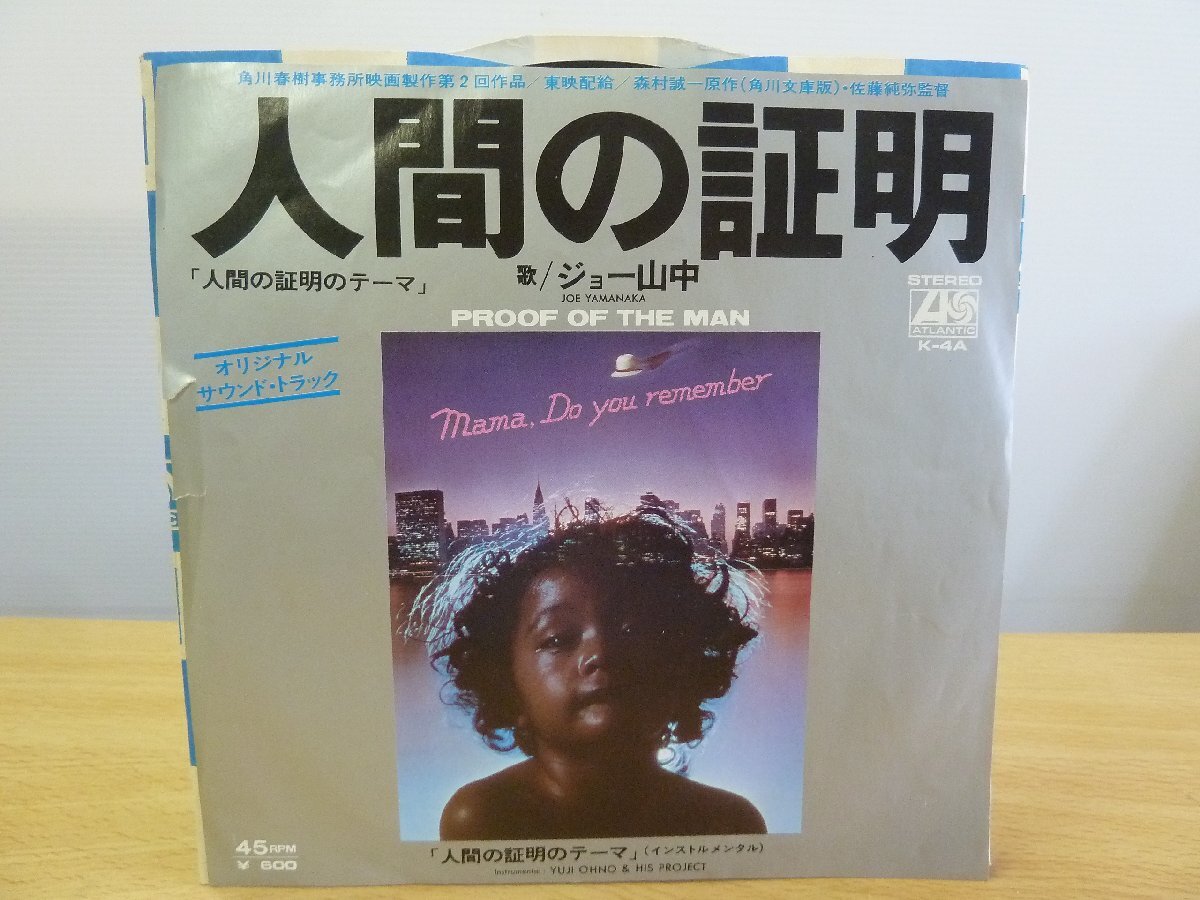 角川春樹事務所映画製作第2回作品/東映配給/森村誠一原作(角川文庫版)・佐藤純弥監督
人間の証明
「人間の証明のテーマ」
歌/ジョー山中
JOE YAMANAKA
PROOF OF THE MAN
STEREO
ATLANTIC
K-4A
オリジナル
サウンド・トラック
Mama, Do you remember
45RPM
¥ 600
「人間の証明のテーマ」(インストルメンタル)
Instrumental : YUJI OHNO & HIS PROJECT